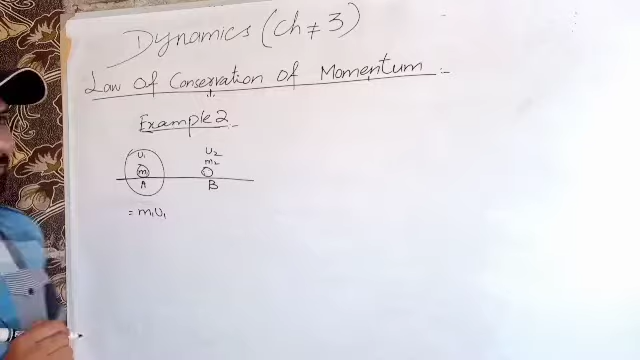 Dynamics (Ch # 3)
Law Of Conservation Of Momentum :-
Example 2 :-
U₁ U₂
m m₂
A B
= m₁U₁